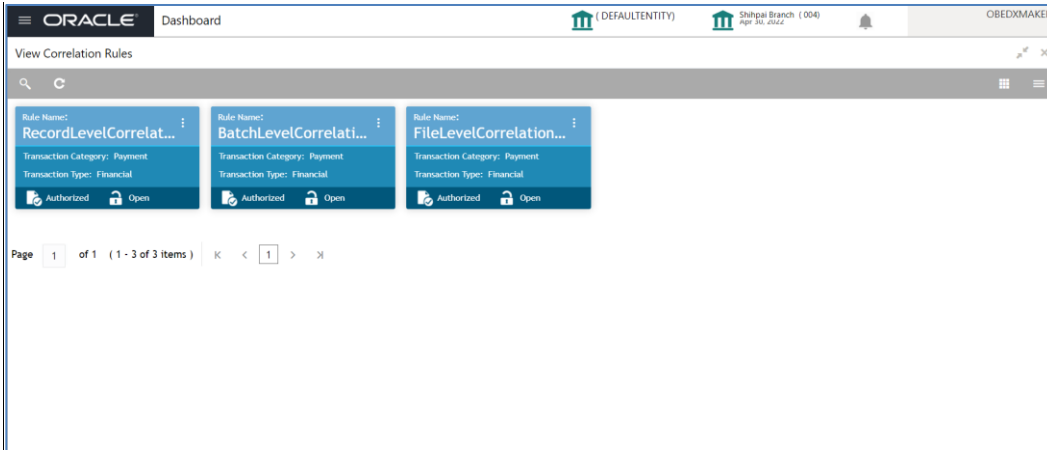 ORACLE® Dashboard ( DEFAULTENTITY) Shihpai Branch ( 004) OBEDXMAKER
Apr 30, 2022
View Correlation Rules
Rule Name: Rule Name: Rule Name:
RecordLevelCorrelat... BatchLevelCorrelati... FileLevelCorrelation...
Transaction Category: Payment Transaction Category: Payment Transaction Category: Payment
Transaction Type: Financial Transaction Type: Financial Transaction Type: Financial
Authorized Open Authorized Open Authorized Open
Page 1 of 1 ( 1 - 3 of 3 items ) 1